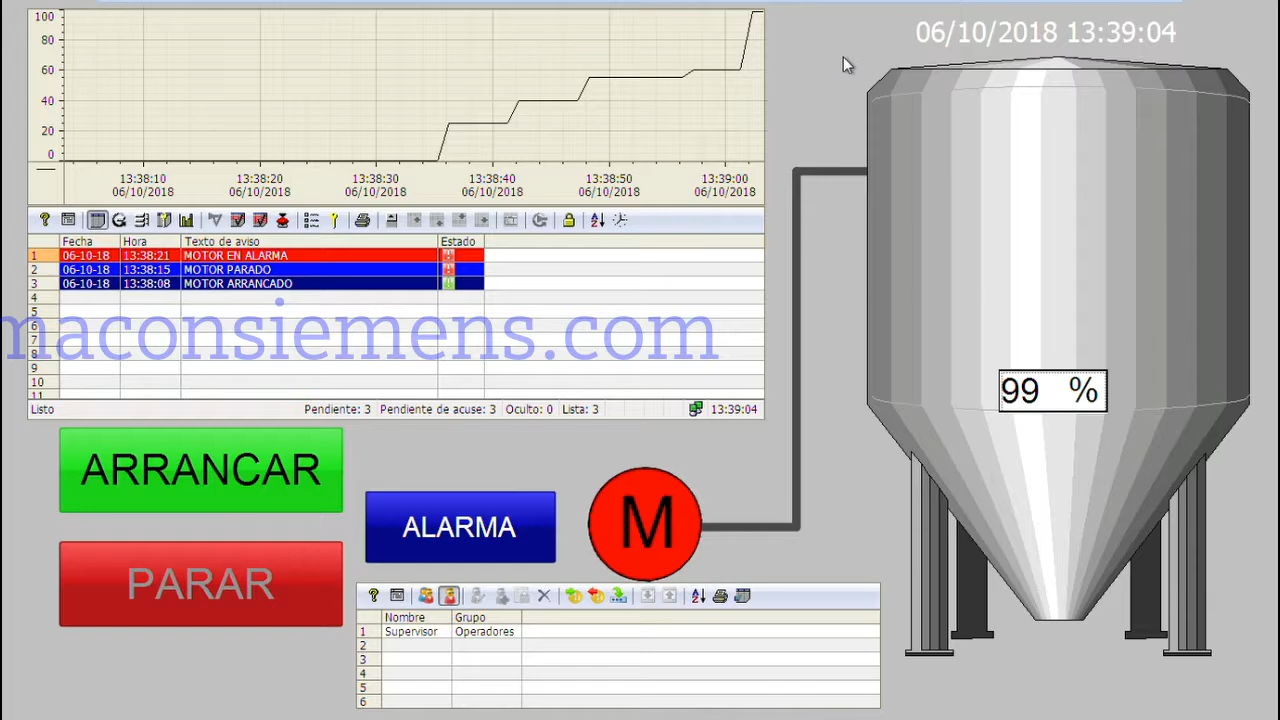 06/10/2018 13:39:04
100
80
60
40
20
0
13:38:10 13:38:20 13:38:30 13:38:40 13:38:50 13:39:00
06/10/2018 06/10/2018 06/10/2018 06/10/2018 06/10/2018 06/10/2018
Fecha Hora Texto de aviso Estado
1 06-10-18 13:38:21 MOTOR EN ALARMA
2 06-10-18 13:38:15 MOTOR PARADO
3 06-10-18 13:38:08 MOTOR ARRANCADO
4
5
6
7
8
9
10
11
maconsiemens.com
Listo Pendiente: 3 Pendiente de acuse: 3 Oculto: 0 Lista: 3 13:39:04
99 %
ARRANCAR
ALARMA
M
PARAR
Nombre Grupo
1 Supervisor Operadores
2
3
4
5
6